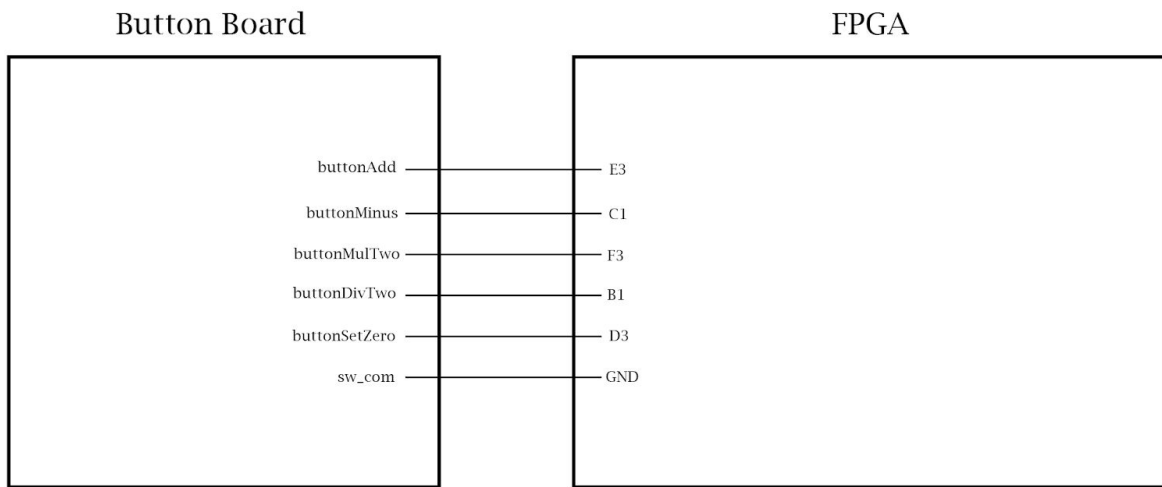 Button Board
FPGA
buttonAdd
E3
buttonMinus
C1
buttonMulTwo
F3
buttonDivTwo
B1
buttonSetZero
D3
sw_com
GND